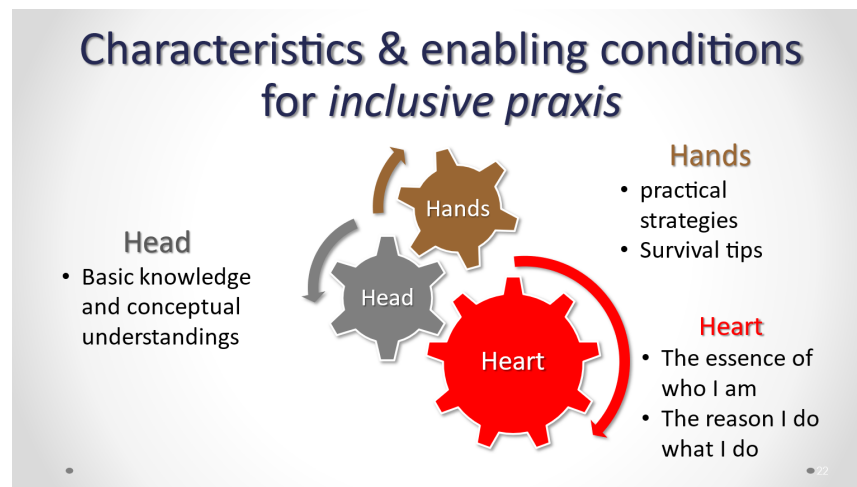 Characteristics & enabling conditions
for inclusive praxis
Hands
• practical
strategies
• Survival tips
Hands
Head
• Basic knowledge
and conceptual
understandings
Head
Heart
Heart
• The essence of
who I am
• The reason I do
what I do
22